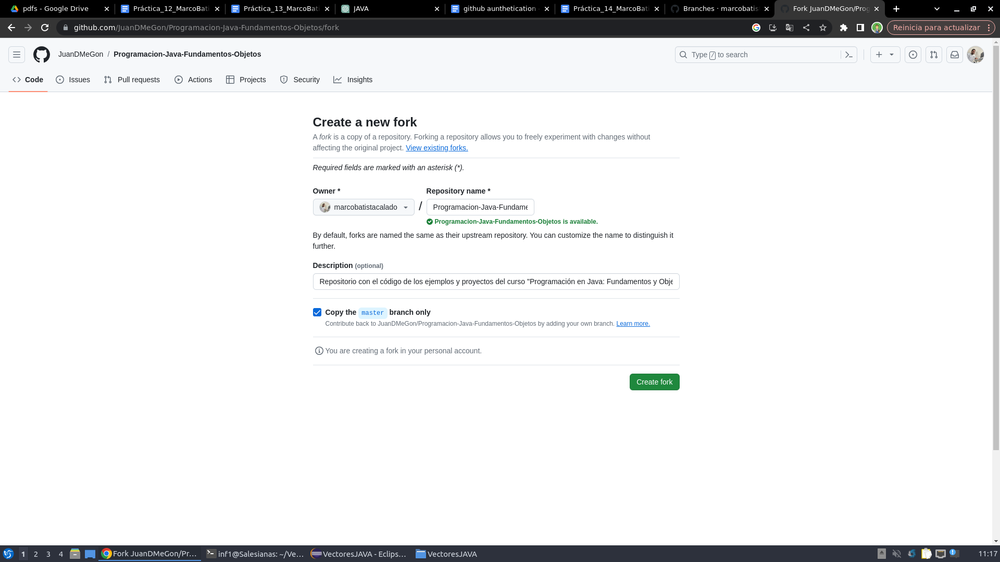 pdfs - Google Drive
Práctica_12_MarcoBati
Práctica_13_MarcoBati
JAVA
github aunthetication -
Práctica_14_MarcoBati
Branches · marcobatis
Fork JuanDMeGon/Prog
github.com/JuanDMeGon/Programacion-Java-Fundamentos-Objetos/fork
Reinicia para actualizar
JuanDMeGon / Programacion-Java-Fundamentos-Objetos
Type / to search
Code
Issues
Pull requests
Actions
Projects
Security
Insights
Create a new fork
A fork is a copy of a repository. Forking a repository allows you to freely experiment with changes without
affecting the original project. View existing forks.
Required fields are marked with an asterisk (*).
Owner *
Repository name *
marcobatistacalado
/
Programacion-Java-Fundame
Programacion-Java-Fundamentos-Objetos is available.
By default, forks are named the same as their upstream repository. You can customize the name to distinguish it
further.
Description (optional)
Repositorio con el código de los ejemplos y proyectos del curso "Programación en Java: Fundamentos y Obje
Copy the master branch only
Contribute back to JuanDMeGon/Programacion-Java-Fundamentos-Objetos by adding your own branch. Learn more.
You are creating a fork in your personal account.
Create fork
1
2
3
4
Fork JuanDMeGon/Pr...
inf1@Salesianas: ~/Ve...
VectoresJAVA - Eclips...
VectoresJAVA
11:17